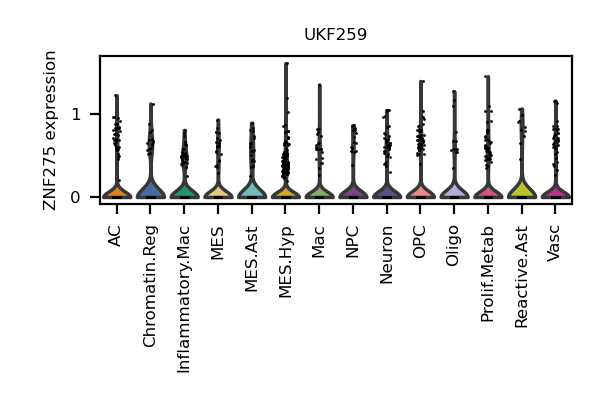 UKF259
ZNF275 expression
1
0
AC
Chromatin.Reg
Inflammatory.Mac
MES
MES.Ast
MES.Hyp
Mac
NPC
Neuron
OPC
Oligo
Prolif.Metab
Reactive.Ast
Vasc